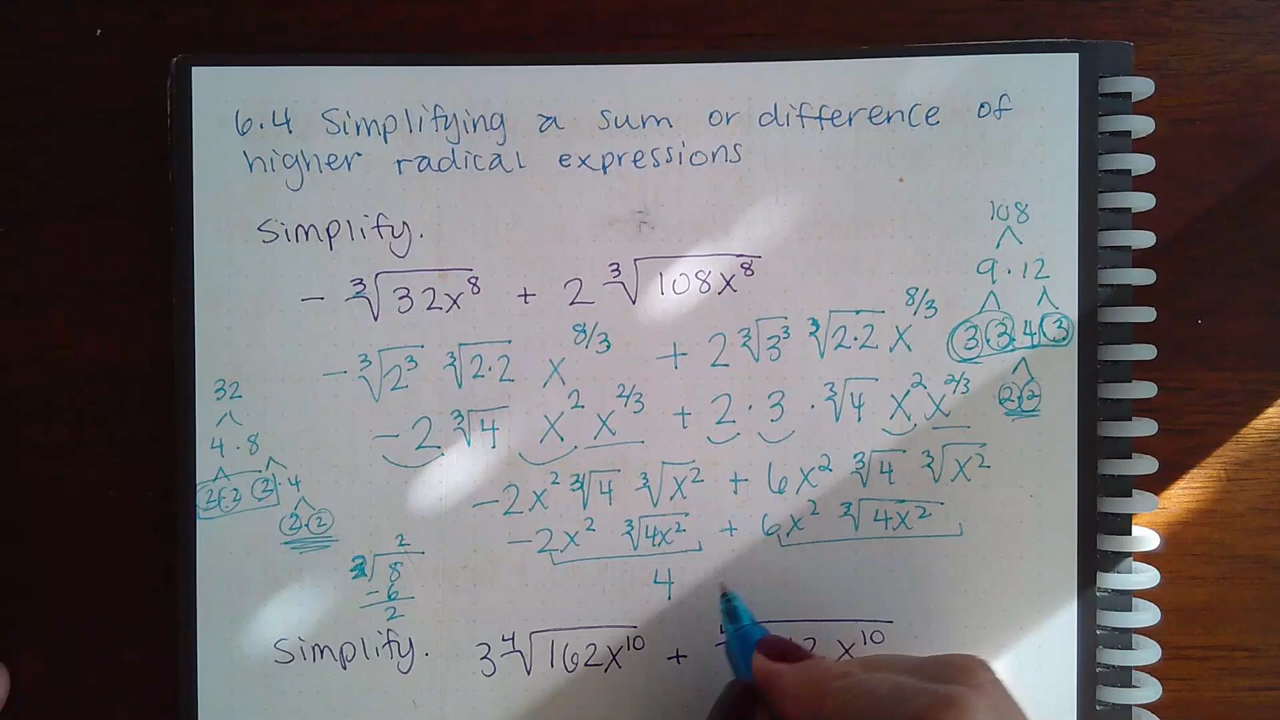 6.4 Simplifying a sum or difference of
higher radical expressions
Simplify.
- ∛(32x⁸) + 2 ∛(108x⁸)
- ∛(2³) ∛(2·2) x^(8/3) + 2 ∛(3³) ∛(2·2) x^(8/3)
- 2 ∛4 x² x^(2/3) + 2 · 3 · ∛4 x² x^(2/3)
- 2x² ∛4 ∛(x²) + 6x² ∛4 ∛(x²)
- 2x² ∛(4x²) + 6x² ∛(4x²)
4
108
9 · 12
3 3 · 4 3
2 · 2
32
4 · 8
2 · 2 2 · 4
2 · 2
2
8
- 6
2
Simplify. 3 ∜(162x¹⁰) + x¹⁰